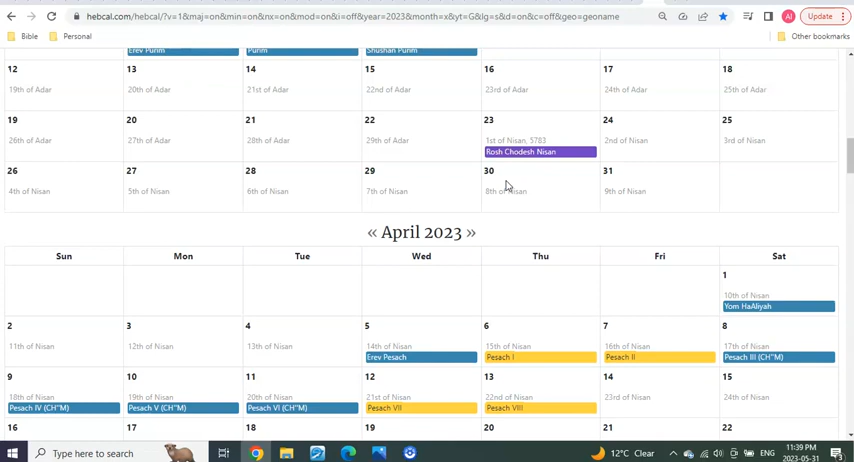 hebcal.com/hebcal/?v=1&maj=on&min=on&nx=on&mod=on&i=off&year=2023&month=x&yt=G&lg=s&d=on&c=off&geo=geoname
AI
Update
Bible
Personal
Other bookmarks
Erev Purim
Purim
Shushan Purim
12 13 14 15 16 17 18
19th of Adar 20th of Adar 21st of Adar 22nd of Adar 23rd of Adar 24th of Adar 25th of Adar
19 20 21 22 23 24 25
26th of Adar 27th of Adar 28th of Adar 29th of Adar 1st of Nisan, 5783 2nd of Nisan 3rd of Nisan
Rosh Chodesh Nisan
26 27 28 29 30 31
4th of Nisan 5th of Nisan 6th of Nisan 7th of Nisan 8th of Nisan 9th of Nisan
« April 2023 »
Sun Mon Tue Wed Thu Fri Sat
1
10th of Nisan
Yom HaAliyah
2 3 4 5 6 7 8
11th of Nisan 12th of Nisan 13th of Nisan 14th of Nisan 15th of Nisan 16th of Nisan 17th of Nisan
Erev Pesach Pesach I Pesach II Pesach III (CH"M)
9 10 11 12 13 14 15
18th of Nisan 19th of Nisan 20th of Nisan 21st of Nisan 22nd of Nisan 23rd of Nisan 24th of Nisan
Pesach IV (CH"M) Pesach V (CH"M) Pesach VI (CH"M) Pesach VII Pesach VIII
16 17 18 19 20 21 22
Type here to search
12°C Clear
ENG
11:39 PM
2023-05-31
3